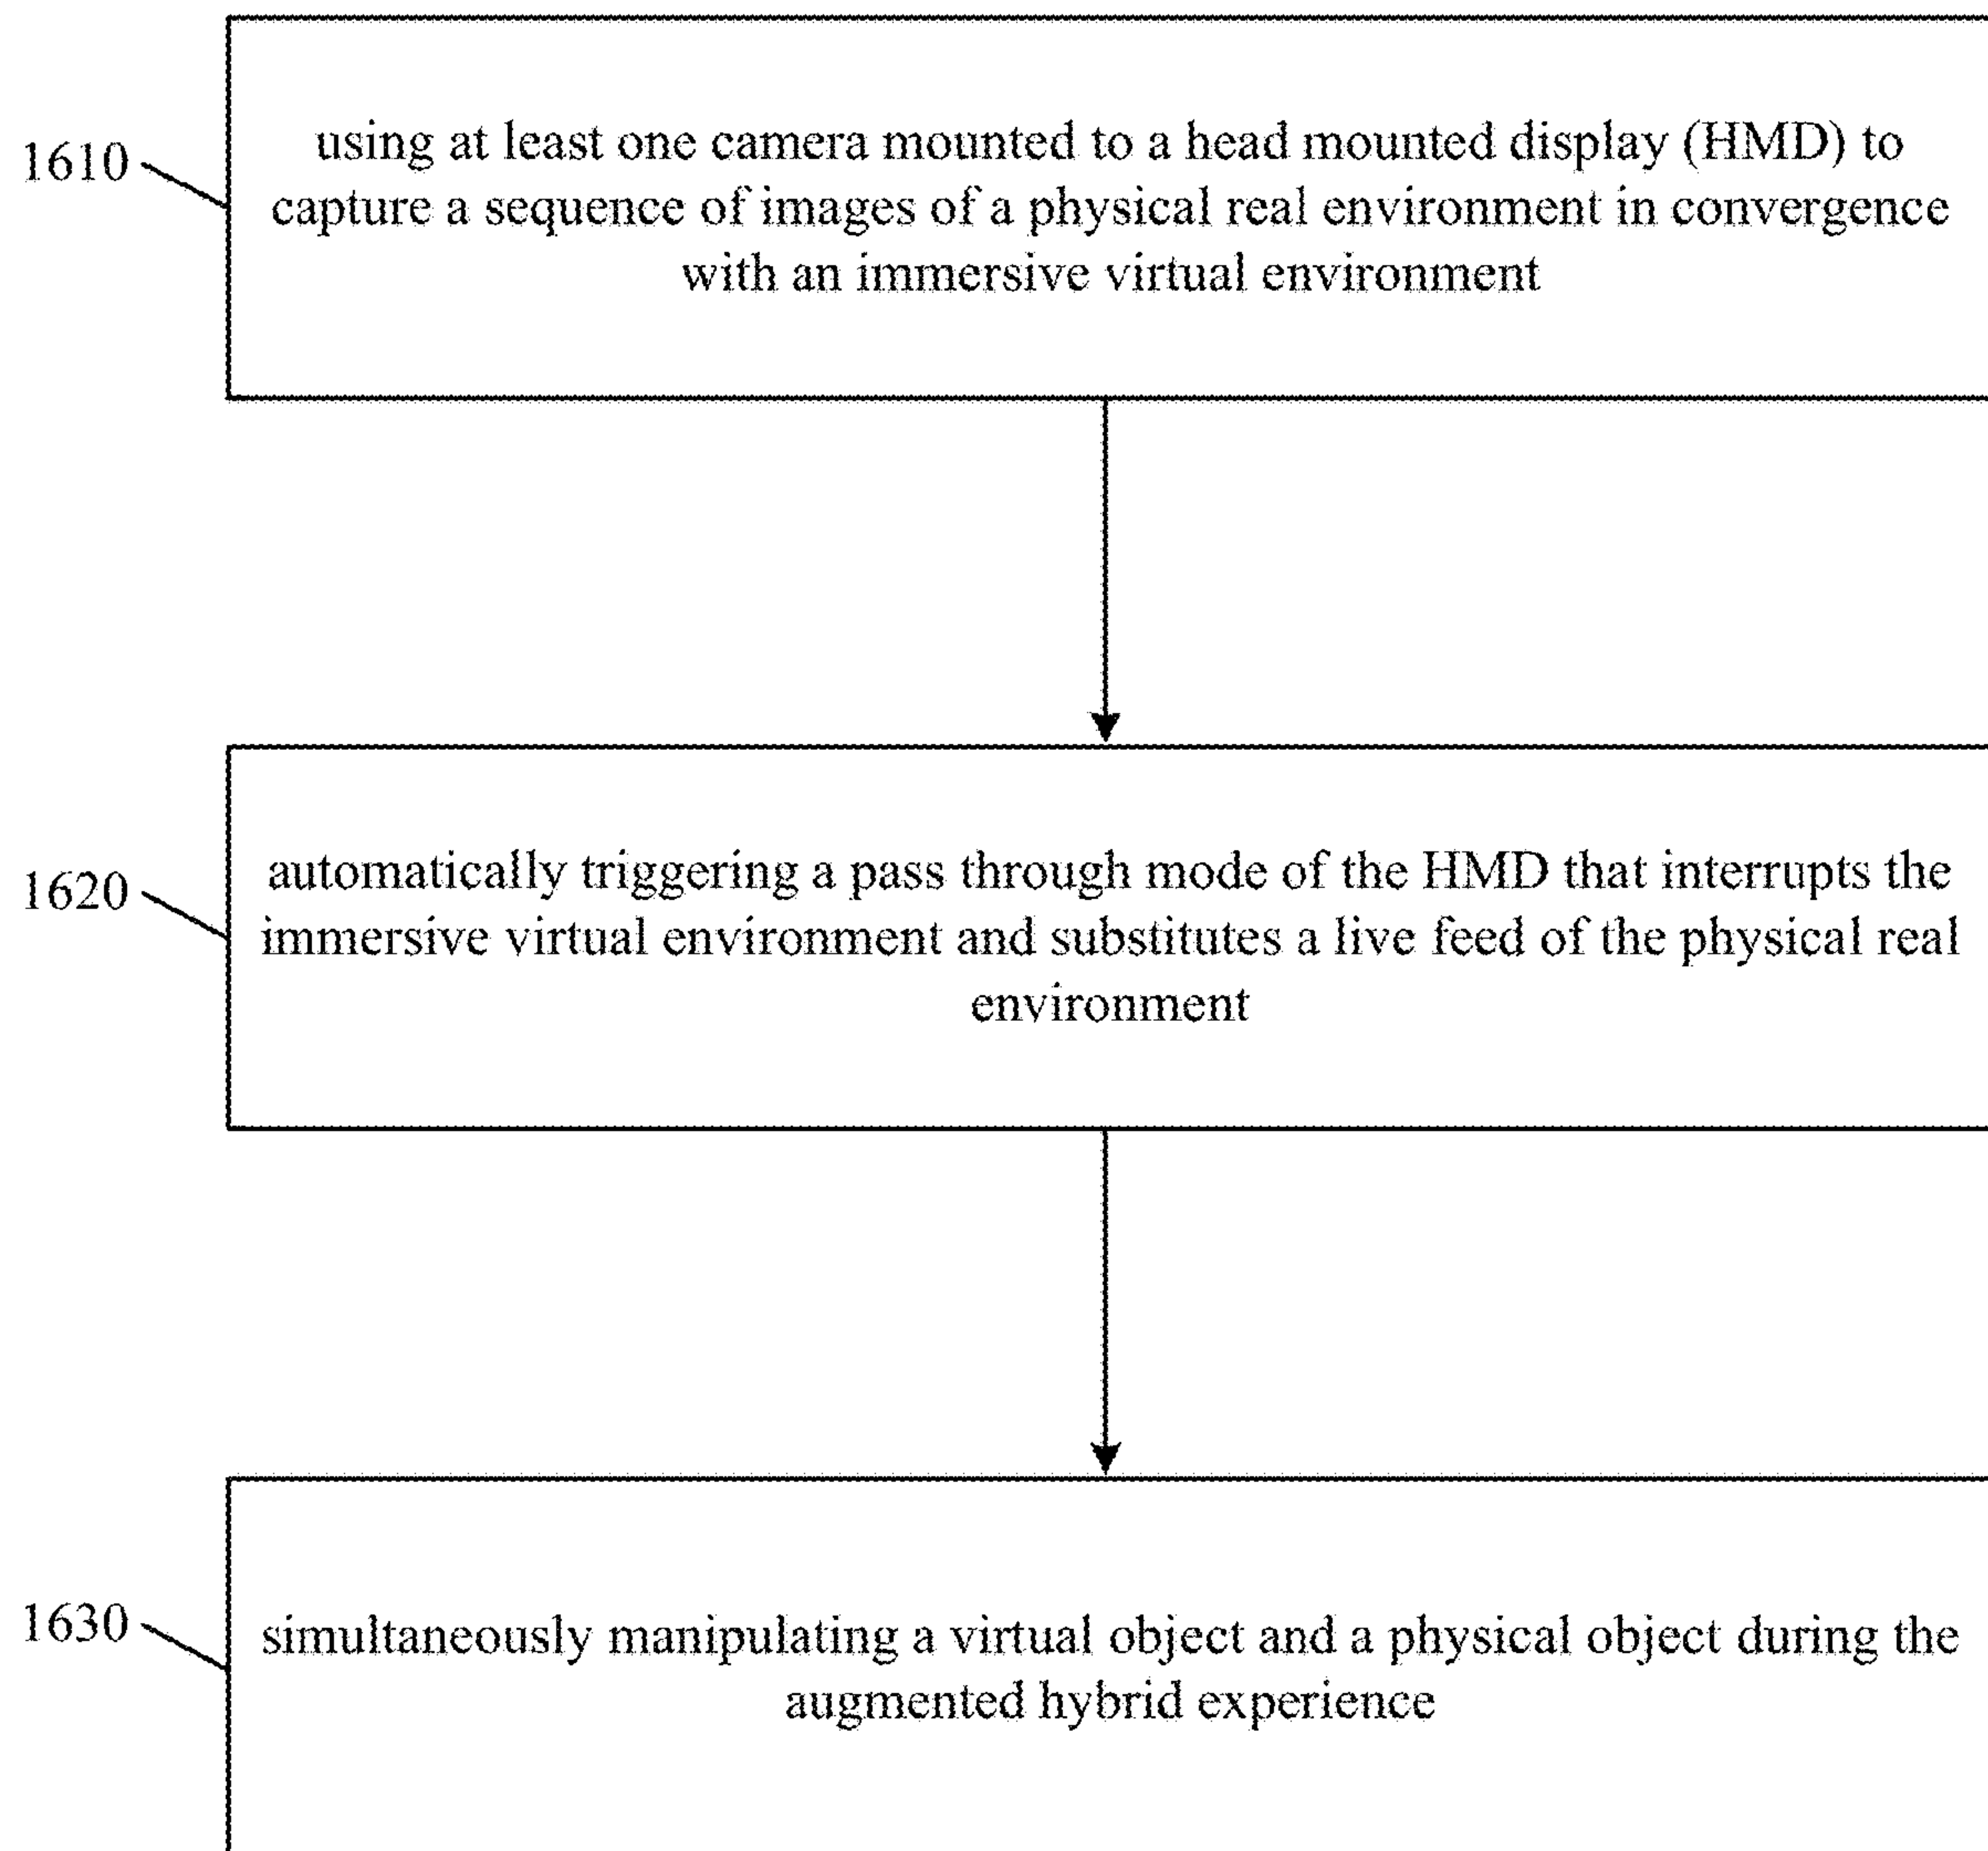 1610
using at least one camera mounted to a head mounted display (HMD) to
capture a sequence of images of a physical real environment in convergence
with an immersive virtual environment
1620
automatically triggering a pass through mode of the HMD that interrupts the
immersive virtual environment and substitutes a live feed of the physical real
environment
1630
simultaneously manipulating a virtual object and a physical object during the
augmented hybrid experience